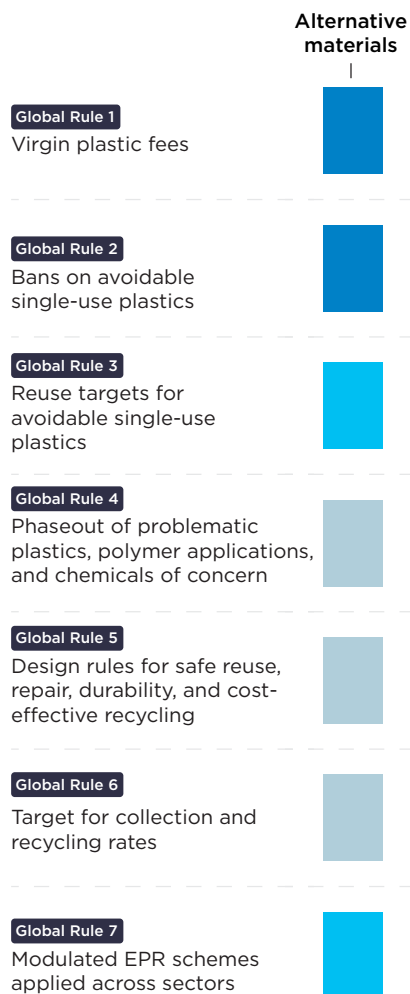 Alternative
materials
Global Rule 1
Virgin plastic fees
Global Rule 2
Bans on avoidable
single-use plastics
Global Rule 3
Reuse targets for
avoidable single-use
plastics
Global Rule 4
Phaseout of problematic
plastics, polymer applications,
and chemicals of concern
Global Rule 5
Design rules for safe reuse,
repair, durability, and cost-
effective recycling
Global Rule 6
Target for collection and
recycling rates
Global Rule 7
Modulated EPR schemes
applied across sectors